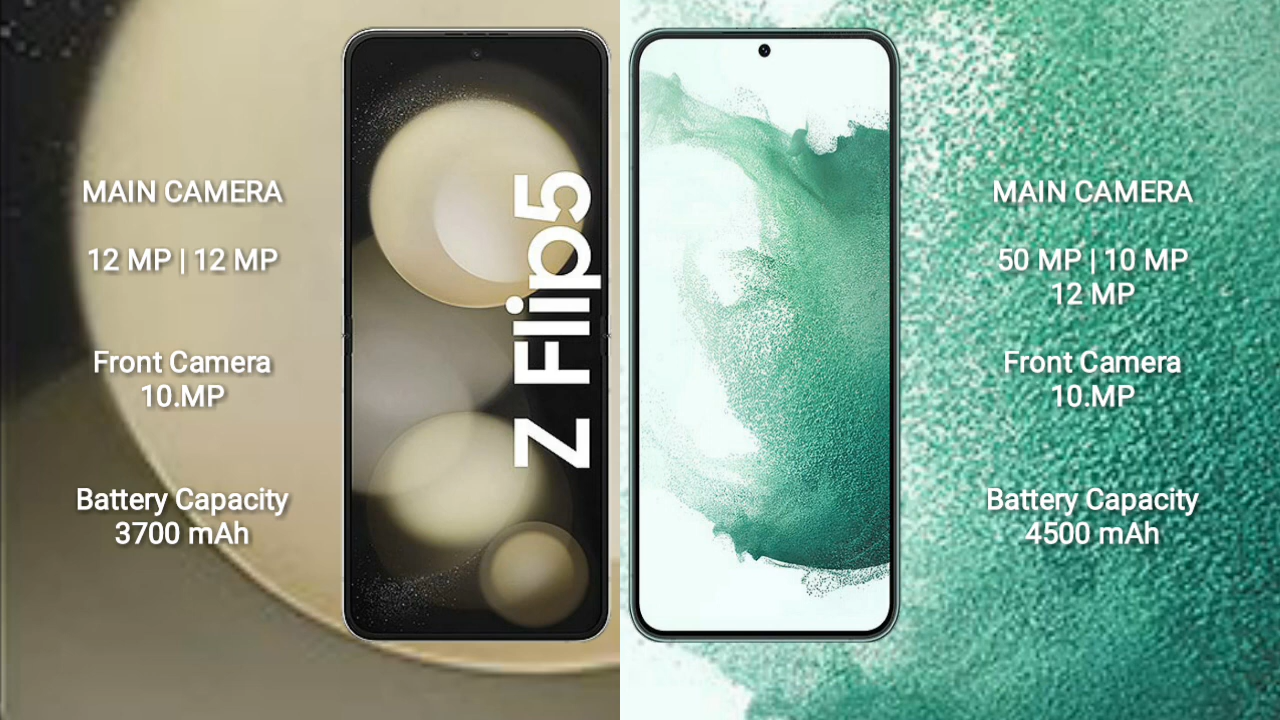 MAIN CAMERA
12 MP | 12 MP
Front Camera
10.MP
Battery Capacity
3700 mAh
Z Flip5
MAIN CAMERA
50 MP | 10 MP
12 MP
Front Camera
10.MP
Battery Capacity
4500 mAh